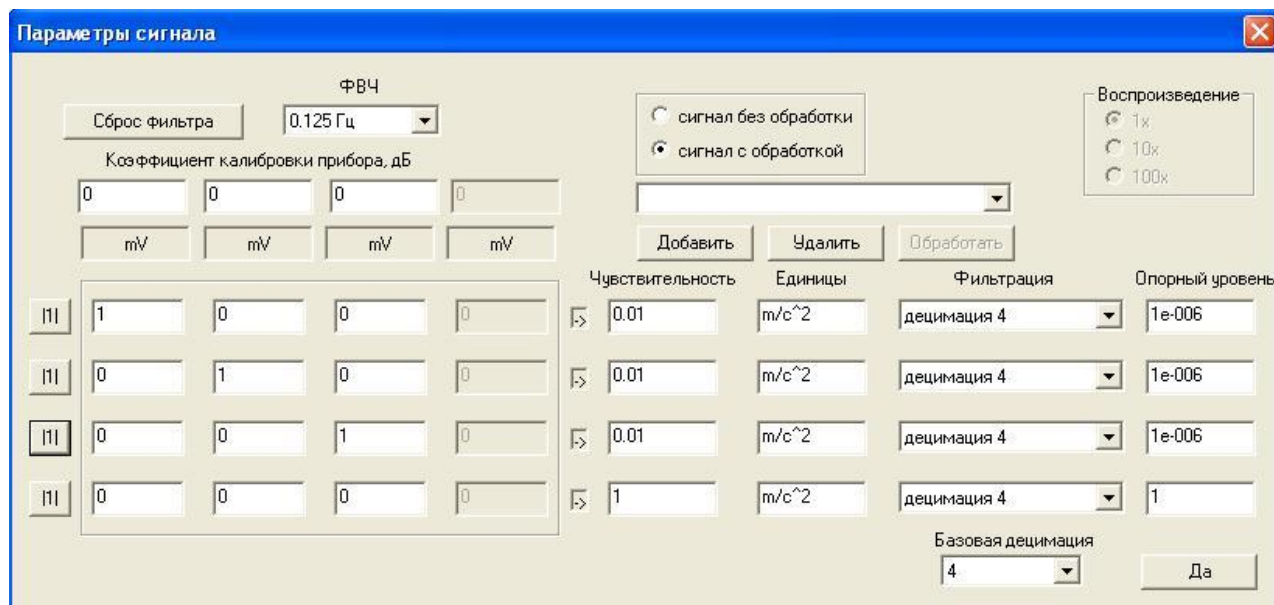 Параметры сигнала
ФВЧ
Сброс фильтра 0.125 Гц
Коэффициент калибровки прибора, дБ
0 0 0 0
mV mV mV mV
сигнал без обработки
сигнал с обработкой
Добавить Удалить Обработать
Воспроизведение
1x
10x
100x
Чувствительность Единицы Фильтрация Опорный уровень
|1| 1 0 0 0 -> 0.01 m/c^2 децимация 4 1e-006
|1| 0 1 0 0 -> 0.01 m/c^2 децимация 4 1e-006
|1| 0 0 1 0 -> 0.01 m/c^2 децимация 4 1e-006
|1| 0 0 0 0 -> 1 m/c^2 децимация 4 1
Базовая децимация
4 Да